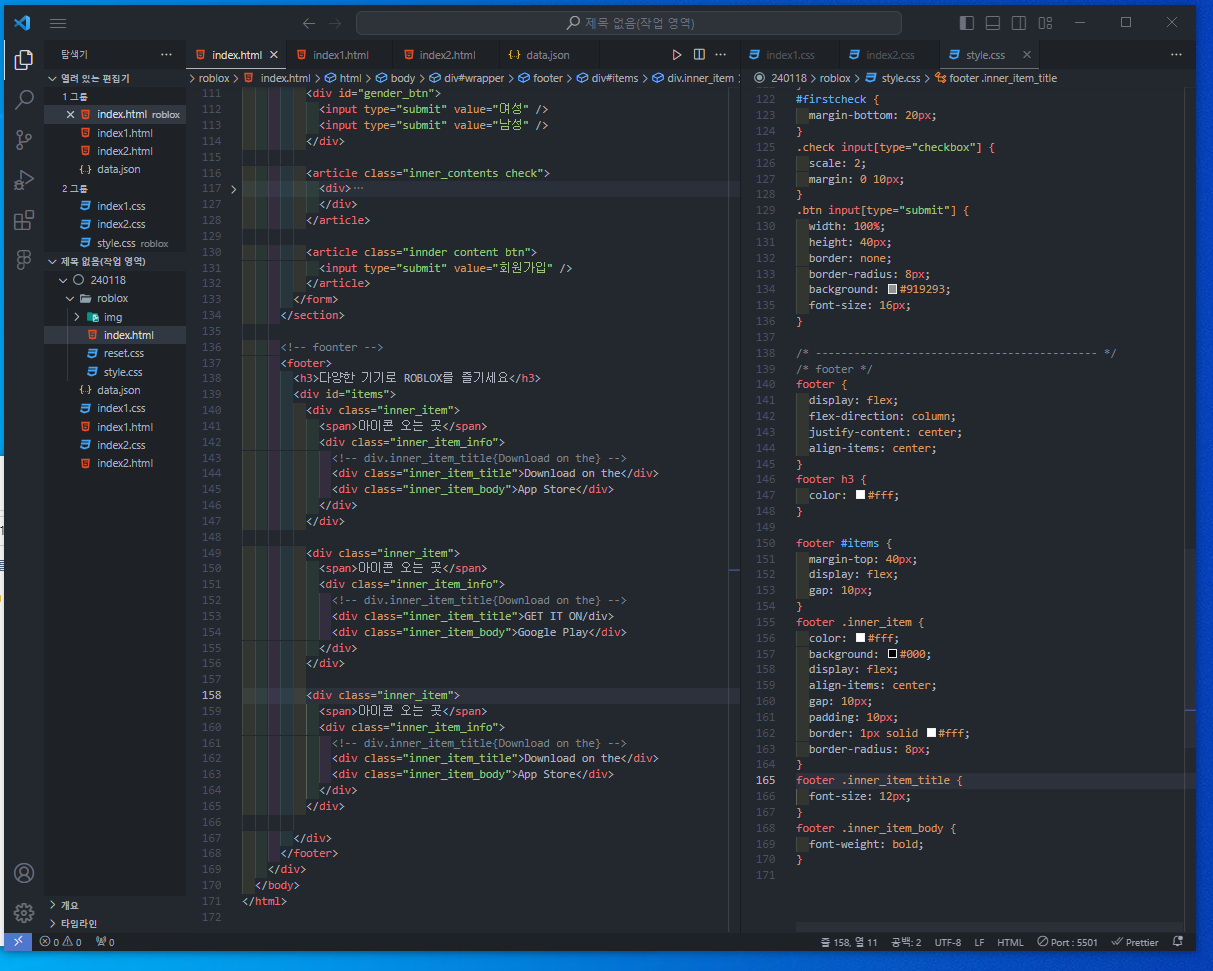 제목 없음(작업 영역)
탐색기 ···
열려 있는 편집기
1 그룹
index.html roblox
index1.html
index2.html
data.json
2 그룹
index1.css
index2.css
style.css roblox
제목 없음(작업 영역)
240118
roblox
img
index.html
reset.css
style.css
data.json
index1.css
index1.html
index2.css
index2.html
개요
타임라인
index.html index1.html index2.html data.json
roblox > index.html > html > body > div#wrapper > footer > div#items > div.inner_item
111 <div id="gender_btn">
112 <input type="submit" value="여성" />
113 <input type="submit" value="남성" />
114 </div>
115
116 <article class="inner_contents check">
117 <div>···
127 </div>
128 </article>
129
130 <article class="innder content btn">
131 <input type="submit" value="회원가입" />
132 </article>
133 </form>
134 </section>
135
136 <!-- foonter -->
137 <footer>
138 <h3>다양한 기기로 ROBLOX를 즐기세요</h3>
139 <div id="items">
140 <div class="inner_item">
141 <span>아이콘 오는 곳</span>
142 <div class="inner_item_info">
143 <!-- div.inner_item_title{Download on the} -->
144 <div class="inner_item_title">Download on the</div>
145 <div class="inner_item_body">App Store</div>
146 </div>
147 </div>
148
149 <div class="inner_item">
150 <span>아이콘 오는 곳</span>
151 <div class="inner_item_info">
152 <!-- div.inner_item_title{Download on the} -->
153 <div class="inner_item_title">GET IT ON/div>
154 <div class="inner_item_body">Google Play</div>
155 </div>
156 </div>
157
158 <div class="inner_item">
159 <span>아이콘 오는 곳</span>
160 <div class="inner_item_info">
161 <!-- div.inner_item_title{Download on the} -->
162 <div class="inner_item_title">Download on the</div>
163 <div class="inner_item_body">App Store</div>
164 </div>
165 </div>
166
167 </div>
168 </footer>
169 </div>
170 </body>
171 </html>
172
index1.css index2.css style.css
240118 > roblox > style.css > footer .inner_item_title
122 #firstcheck {
123 margin-bottom: 20px;
124 }
125 .check input[type="checkbox"] {
126 scale: 2;
127 margin: 0 10px;
128 }
129 .btn input[type="submit"] {
130 width: 100%;
131 height: 40px;
132 border: none;
133 border-radius: 8px;
134 background: #919293;
135 font-size: 16px;
136 }
137
138 /* -------------------------------------------- */
139 /* footer */
140 footer {
141 display: flex;
142 flex-direction: column;
143 justify-content: center;
144 align-items: center;
145 }
146 footer h3 {
147 color: #fff;
148 }
149
150 footer #items {
151 margin-top: 40px;
152 display: flex;
153 gap: 10px;
154 }
155 footer .inner_item {
156 color: #fff;
157 background: #000;
158 display: flex;
159 align-items: center;
160 gap: 10px;
161 padding: 10px;
162 border: 1px solid #fff;
163 border-radius: 8px;
164 }
165 footer .inner_item_title {
166 font-size: 12px;
167 }
168 footer .inner_item_body {
169 font-weight: bold;
170 }
171
0 0 0 줄 158, 열 11 공백: 2 UTF-8 LF HTML Port : 5501 Prettier